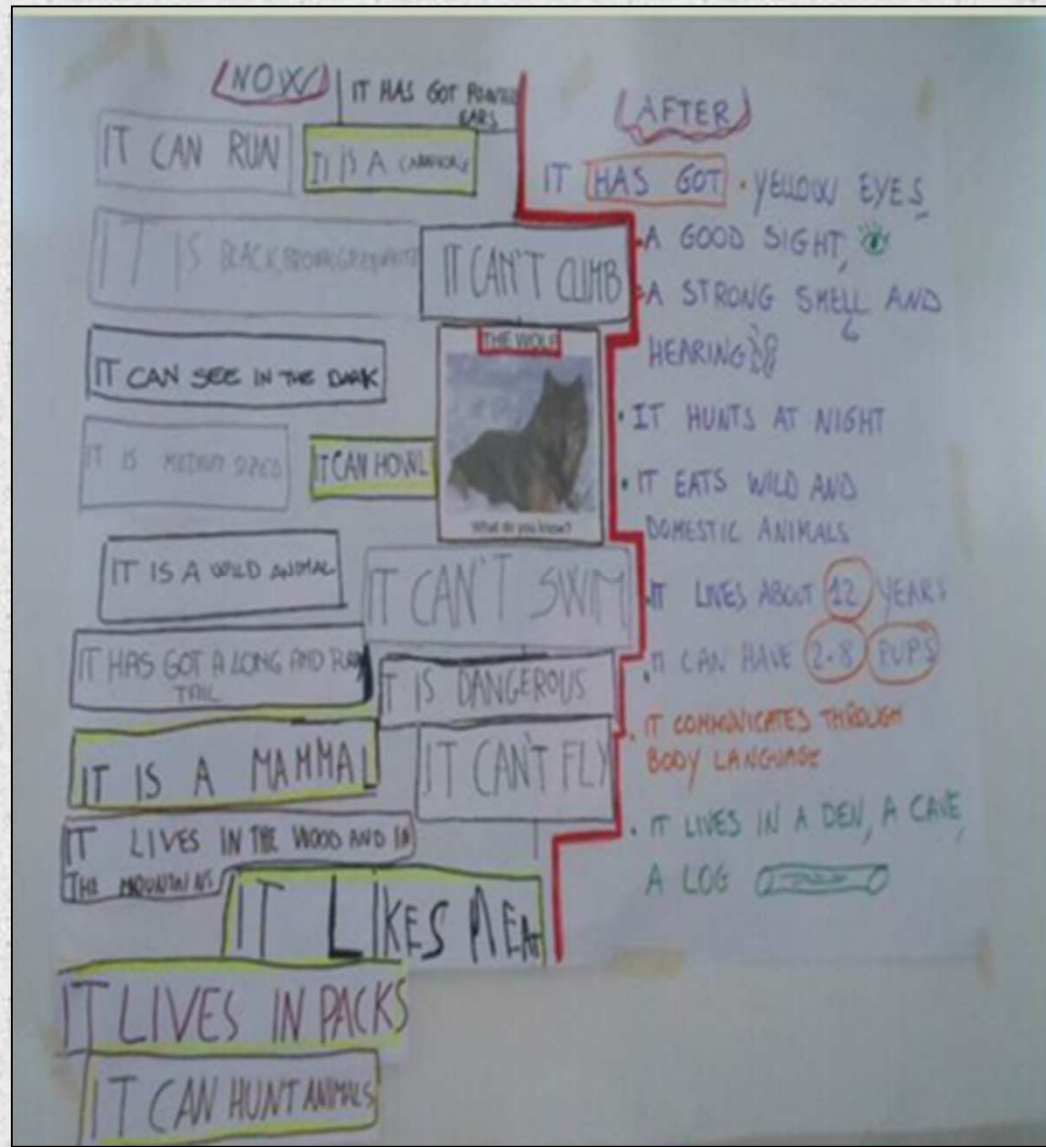 NOW
IT HAS GOT POINTED
EARS
IT CAN RUN
IT IS A CARNIVORE
IT IS BLACK, BROWN, GREY, WHITE
IT CAN'T CLIMB
IT CAN SEE IN THE DARK
THE WOLF
What do you know?
IT IS MEDIUM SIZED
IT CAN HOWL
IT IS A WILD ANIMAL
IT CAN'T SWIM
IT HAS GOT A LONG AND
TAIL
IT IS DANGEROUS
IT IS A MAMMAL
IT CAN'T FLY
IT LIVES IN THE WOOD AND IN
THE MOUNTAINS
IT LIKES MEAT
IT LIVES IN PACKS
IT CAN HUNT ANIMALS
AFTER
IT HAS GOT • YELLOW EYES
• A GOOD SIGHT,
• A STRONG SMELL AND
HEARING
• IT HUNTS AT NIGHT
• IT EATS WILD AND
DOMESTIC ANIMALS
• IT LIVES ABOUT 12 YEARS
• IT CAN HAVE 2-8 PUPS
• IT COMMUNICATES THROUGH
BODY LANGUAGE
• IT LIVES IN A DEN, A CAVE,
A LOG